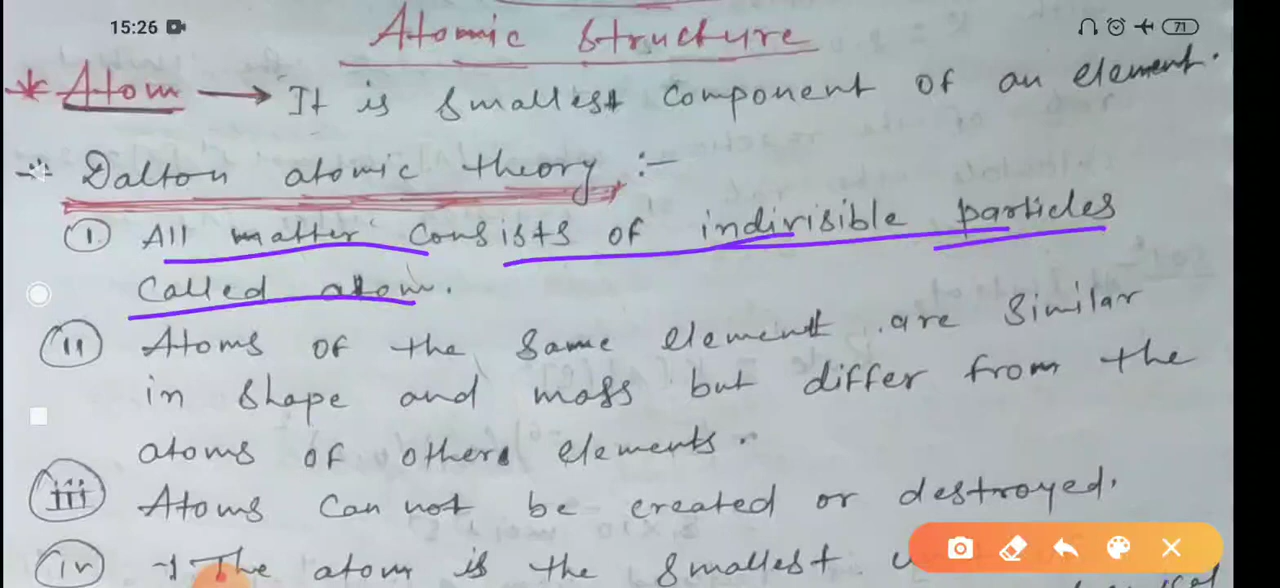 15:26
71
Atomic Structure
* Atom → It is smallest component of an element.
Dalton atomic theory :-
(i) All matter consists of indivisible particles
called atom.
(ii) Atoms of the same element are similar
in shape and mass but differ from the
atoms of others elements.
(iii) Atoms can not be created or destroyed.
(iv) The atom is the smallest